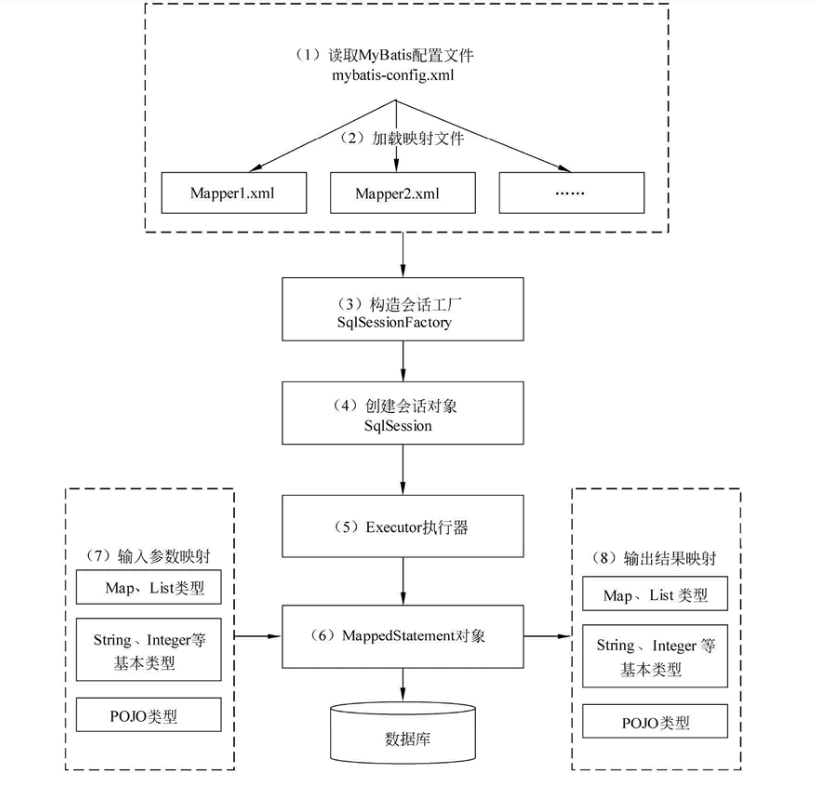 （1）读取MyBatis配置文件
mybatis-config.xml
（2）加载映射文件
Mapper1.xml
Mapper2.xml
……
（3）构造会话工厂
SqlSessionFactory
（4）创建会话对象
SqlSession
（5）Executor执行器
（6）MappedStatement对象
数据库
（7）输入参数映射
Map、List类型
String、Integer等
基本类型
POJO类型
（8）输出结果映射
Map、List 类型
String、Integer 等
基本类型
POJO类型